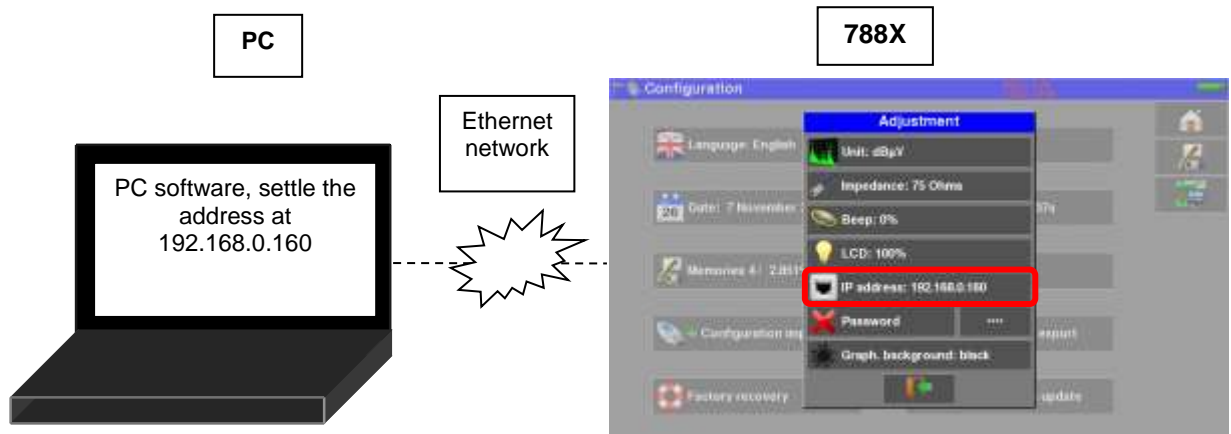 PC
788X
Ethernet
network
PC software, settle the
address at
192.168.0.160
Configuration
Adjustment
Language: English
Unit: dBµV
Impedance: 75 Ohms
Date: 7 November
Beep: 0%
LCD: 100%
Memories
IP address: 192.168.0.160
Password
****
Configuration
export
Graph. background: black
Factory recovery
update